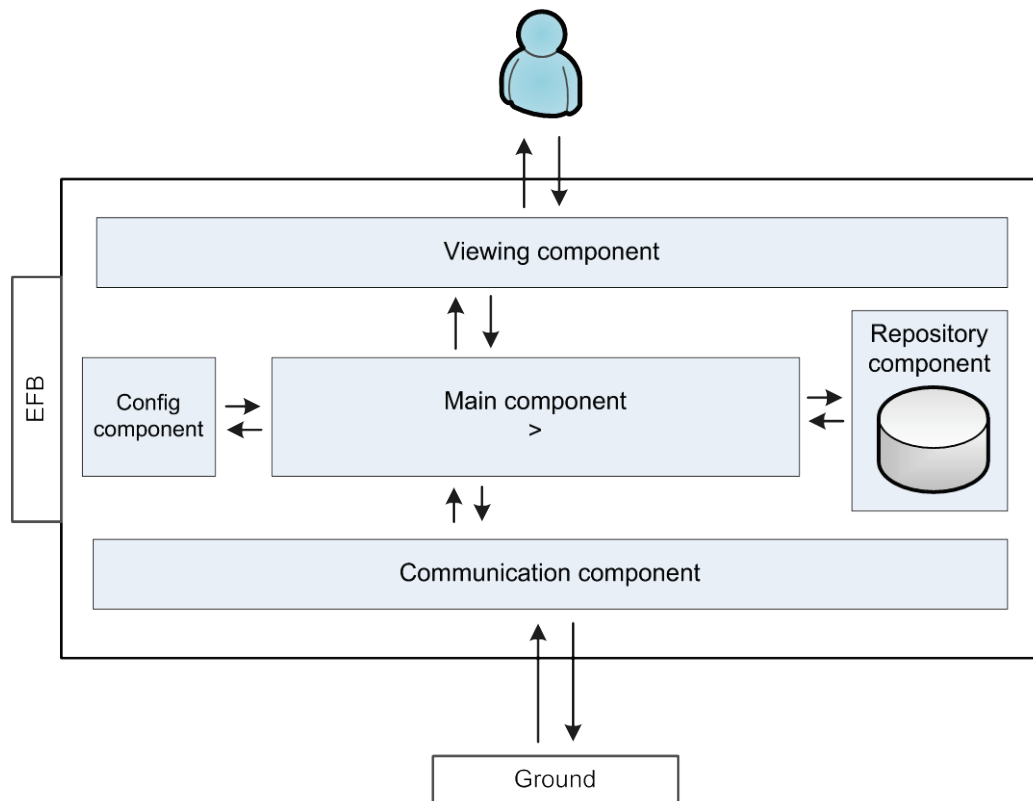 Viewing component
Repository
component
EFB
Config
component
Main component
>
Communication component
Ground